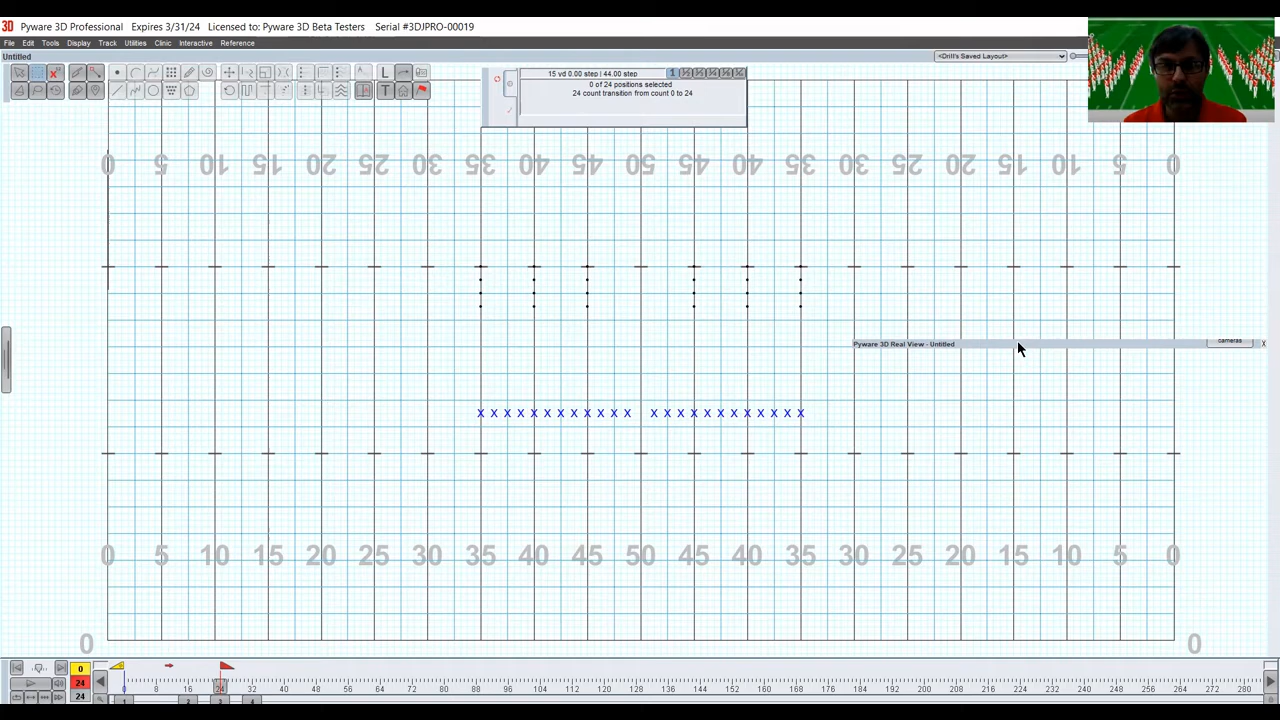 3D Pyware 3D Professional Expires 3/31/24 Licensed to: Pyware 3D Beta Testers Serial #3DJPRO-00019
File Edit Tools Display Track Utilities Clinic Interactive Reference
Untitled
<Drill's Saved Layout>
15 yd 0.00 step | 44.00 step
0 of 24 positions selected
24 count transition from count 0 to 24
L
T
0 5 10 15 20 25 30 35 40 45 45 40 35 30 25 20 15 10 5 0
Pyware 3D Real View - Untitled cameras X
X X X X X X X X X X X X X X X X X X X X X X X X
0 5 10 15 20 25 30 35 40 45 50 45 40 35 30 25 20 15 10 5 0
0 0
0
24
24
0 8 16 24 32 40 48 56 64 72 80 88 96 104 112 120 128 136 144 152 160 168 176 184 192 200 208 216 224 232 240 248 256 264 272 280
1 2 3 4